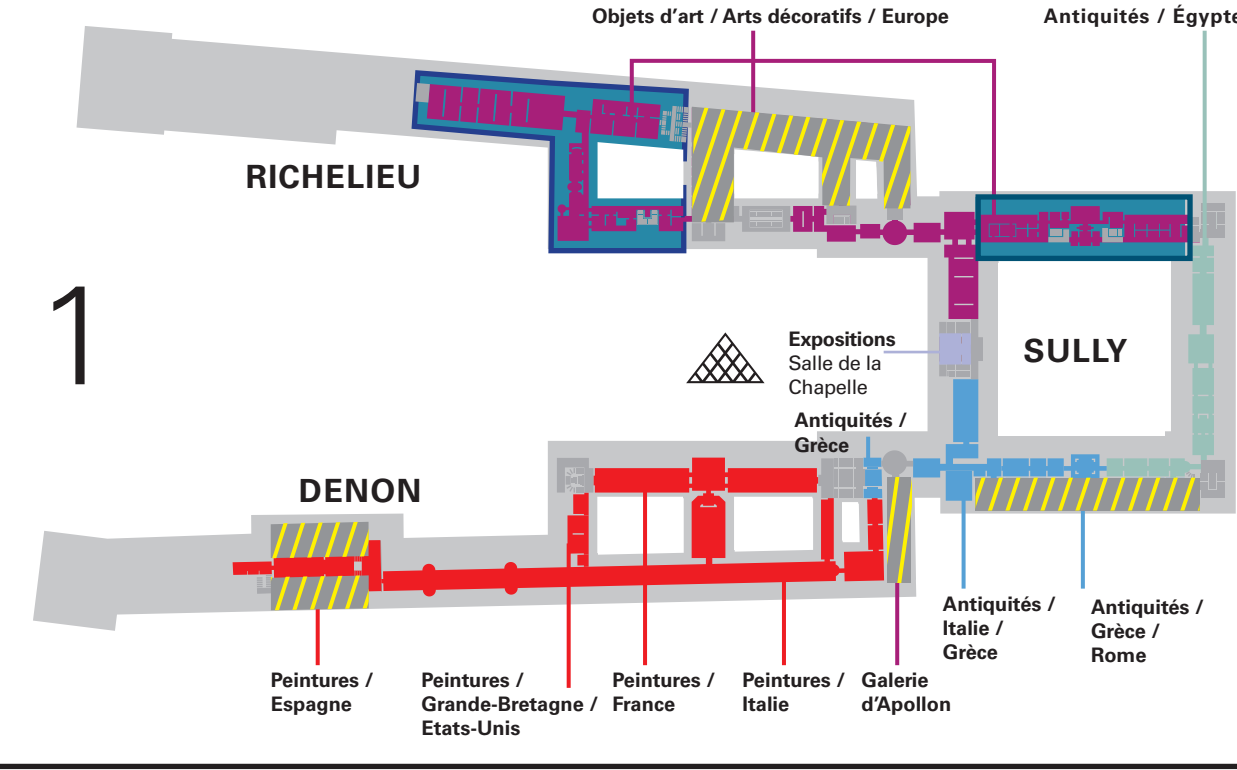 Objets d’art / Arts décoratifs / Europe
Antiquités / Égypte
RICHELIEU
1
Expositions
Salle de la
Chapelle
SULLY
Antiquités /
Grèce
DENON
Antiquités /
Italie /
Grèce
Antiquités /
Grèce /
Rome
Peintures /
Espagne
Peintures /
Grande-Bretagne /
Etats-Unis
Peintures /
France
Peintures /
Italie
Galerie
d’Apollon